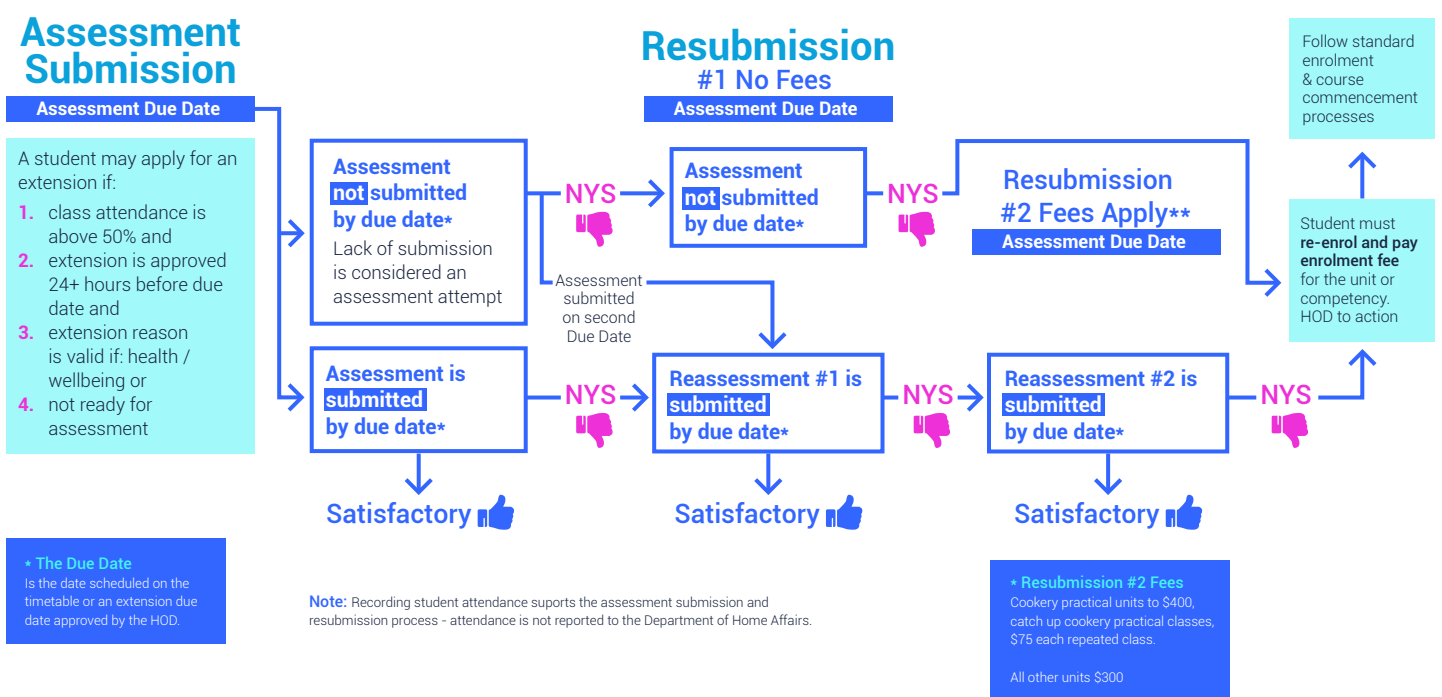 Assessment
Submission
Assessment Due Date
A student may apply for an
extension if:
1. class attendance is
above 50% and
2. extension is approved
24+ hours before due
date and
3. extension reason
is valid if: health /
wellbeing or
4. not ready for
assessment
* The Due Date
Is the date scheduled on the
timetable or an extension due
date approved by the HOD.
Assessment
not submitted
by due date*
Lack of submission
is considered an
assessment attempt
NYS
Assessment
submitted
on second
Due Date
Assessment is
submitted
by due date*
NYS
Satisfactory
Resubmission
#1 No Fees
Assessment Due Date
Assessment
not submitted
by due date*
NYS
Reassessment #1 is
submitted
by due date*
NYS
Satisfactory
Resubmission
#2 Fees Apply**
Assessment Due Date
Reassessment #2 is
submitted
by due date*
NYS
Satisfactory
Follow standard
enrolment
& course
commencement
processes
Student must
re-enrol and pay
enrolment fee
for the unit or
competency.
HOD to action
Note: Recording student attendance suports the assessment submission and
resubmission process - attendance is not reported to the Department of Home Affairs.
* Resubmission #2 Fees
Cookery practical units to $400,
catch up cookery practical classes,
$75 each repeated class.
All other units $300